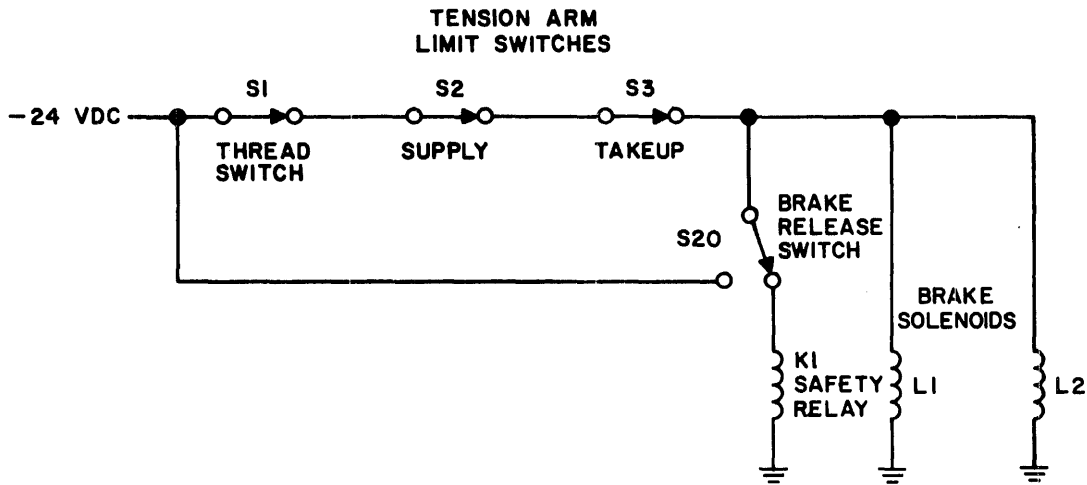 TENSION ARM
LIMIT SWITCHES
S1
S2
S3
-24 VDC
THREAD
SWITCH
SUPPLY
TAKEUP
S20
BRAKE
RELEASE
SWITCH
BRAKE
SOLENOIDS
K1
SAFETY
RELAY
L1
L2